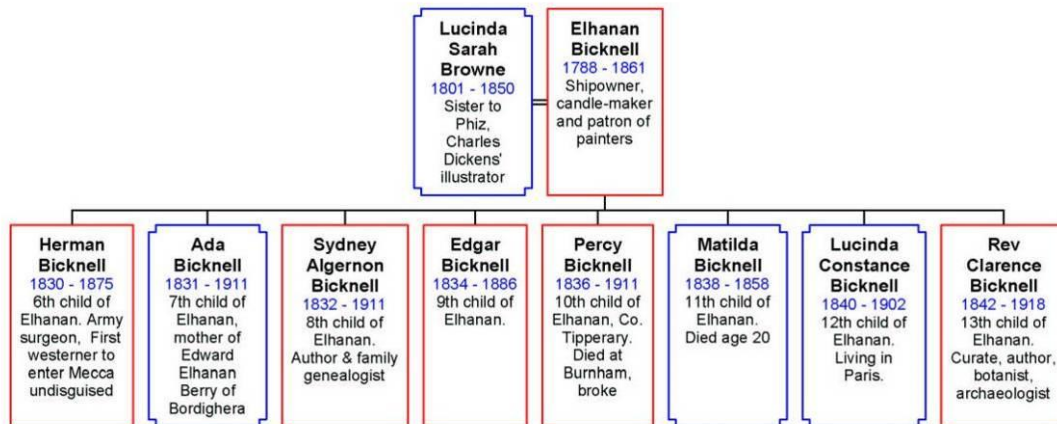 Lucinda
Sarah
Browne
1801 - 1850
Sister to
Phiz,
Charles
Dickens'
illustrator
Elhanan
Bicknell
1788 - 1861
Shipowner,
candle-maker
and patron of
painters
Herman
Bicknell
1830 - 1875
6th child of
Elhanan. Army
surgeon, First
westerner to
enter Mecca
undisguised
Ada
Bicknell
1831 - 1911
7th child of
Elhanan,
mother of
Edward
Elhanan
Berry of
Bordighera
Sydney
Algernon
Bicknell
1832 - 1911
8th child of
Elhanan.
Author & family
genealogist
Edgar
Bicknell
1834 - 1886
9th child of
Elhanan.
Percy
Bicknell
1836 - 1911
10th child of
Elhanan, Co.
Tipperary.
Died at
Burnham,
broke
Matilda
Bicknell
1838 - 1858
11th child of
Elhanan.
Died age 20
Lucinda
Constance
Bicknell
1840 - 1902
12th child of
Elhanan.
Living in
Paris.
Rev
Clarence
Bicknell
1842 - 1918
13th child of
Elhanan.
Curate, author,
botanist,
archaeologist